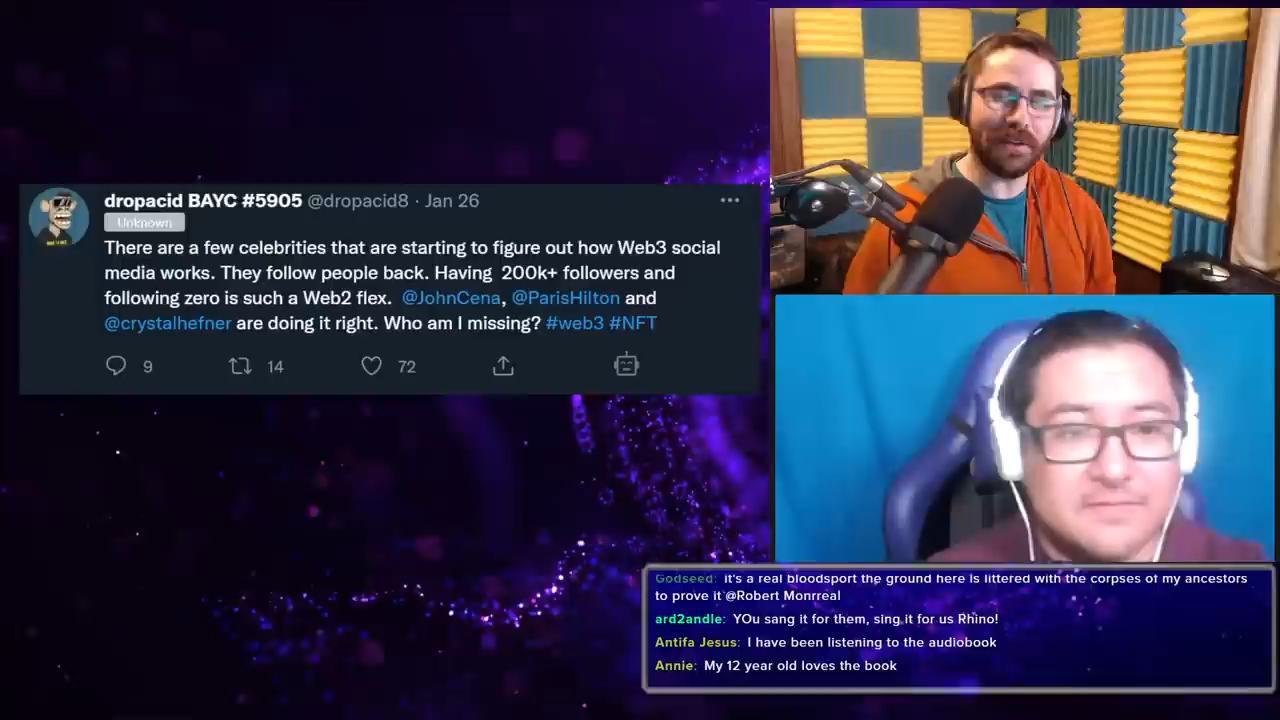 dropacid BAYC #5905 @dropacid8 · Jan 26
Unknown
There are a few celebrities that are starting to figure out how Web3 social
media works. They follow people back. Having 200k+ followers and
following zero is such a Web2 flex. @JohnCena, @ParisHilton and
@crystalhefner are doing it right. Who am I missing? #web3 #NFT
9 14 72
Godseed: it's a real bloodsport the ground here is littered with the corpses of my ancestors
to prove it @Robert Monrreal
ard2andle: YOu sang it for them, sing it for us Rhino!
Antifa Jesus: I have been listening to the audiobook
Annie: My 12 year old loves the book